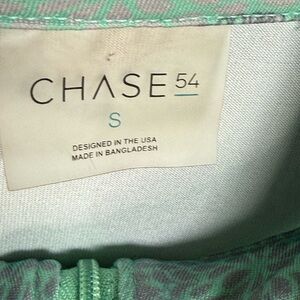 CHASE 54
S
DESIGNED IN THE USA
MADE IN BANGLADESH